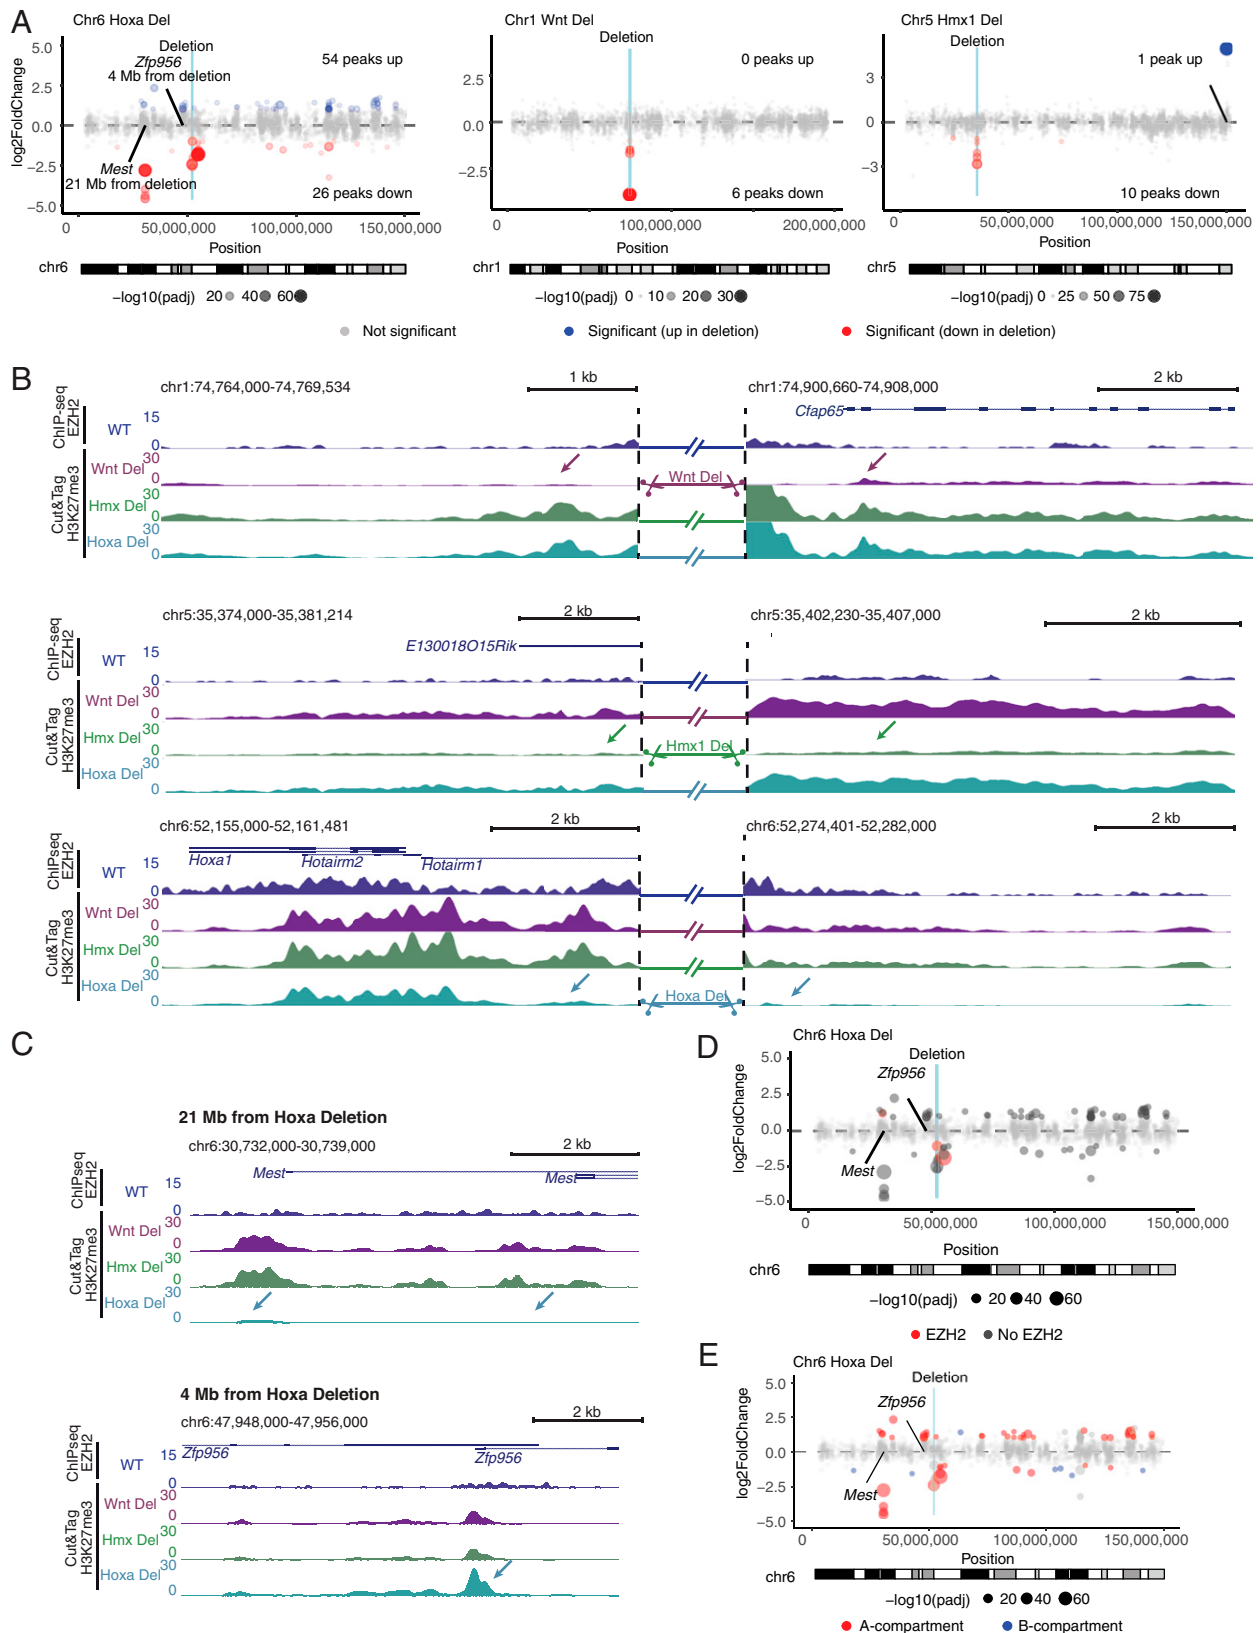 A
Chr6 Hoxa Del
Deletion
Zfp956
4 Mb from deletion
54 peaks up
Mest
21 Mb from deletion
26 peaks down
log2FoldChange
5.0
2.5
0.0
−2.5
−5.0
0
50,000,000
100,000,000
150,000,000
Position
chr6
−log10(padj) 20 40 60
Chr1 Wnt Del
Deletion
0 peaks up
6 peaks down
2.5
0.0
−2.5
0
100,000,000
200,000,000
Position
chr1
−log10(padj) 0 10 20 30
Chr5 Hmx1 Del
Deletion
1 peak up
10 peaks down
3
0
−3
0
50,000,000
100,000,000
150,000,000
Position
chr5
−log10(padj) 0 25 50 75
Not significant
Significant (up in deletion)
Significant (down in deletion)
B
chr1:74,764,000-74,769,534
1 kb
chr1:74,900,660-74,908,000
2 kb
Cfap65
ChIP-seq
EZH2
WT
15
0
Cut&Tag
H3K27me3
Wnt Del
30
0
Wnt Del
Hmx Del
30
0
Hoxa Del
30
0
chr5:35,374,000-35,381,214
2 kb
chr5:35,402,230-35,407,000
2 kb
E130018O15Rik
ChIP-seq
EZH2
WT
15
0
Cut&Tag
H3K27me3
Wnt Del
30
0
Hmx Del
30
0
Hmx1 Del
Hoxa Del
30
0
chr6:52,155,000-52,161,481
2 kb
chr6:52,274,401-52,282,000
2 kb
Hoxa1
Hotairm2
Hotairm1
ChIPseq
EZH2
WT
15
0
Cut&Tag
H3K27me3
Wnt Del
30
0
Hmx Del
30
0
Hoxa Del
30
0
Hoxa Del
C
21 Mb from Hoxa Deletion
chr6:30,732,000-30,739,000
2 kb
Mest
Mest
ChIPseq
EZH2
WT
15
0
Cut&Tag
H3K27me3
Wnt Del
30
0
Hmx Del
30
0
Hoxa Del
30
0
4 Mb from Hoxa Deletion
chr6:47,948,000-47,956,000
2 kb
Zfp956
Zfp956
ChIPseq
EZH2
WT
15
0
Cut&Tag
H3K27me3
Wnt Del
30
0
Hmx Del
30
0
Hoxa Del
30
0
D
Chr6 Hoxa Del
Deletion
Zfp956
Mest
log2FoldChange
5.0
2.5
0.0
−2.5
−5.0
0
50,000,000
100,000,000
150,000,000
Position
chr6
−log10(padj) 20 40 60
EZH2
No EZH2
E
Chr6 Hoxa Del
Deletion
Zfp956
Mest
log2FoldChange
5.0
2.5
0.0
−2.5
−5.0
0
50,000,000
100,000,000
150,000,000
Position
chr6
−log10(padj) 20 40 60
A-compartment
B-compartment